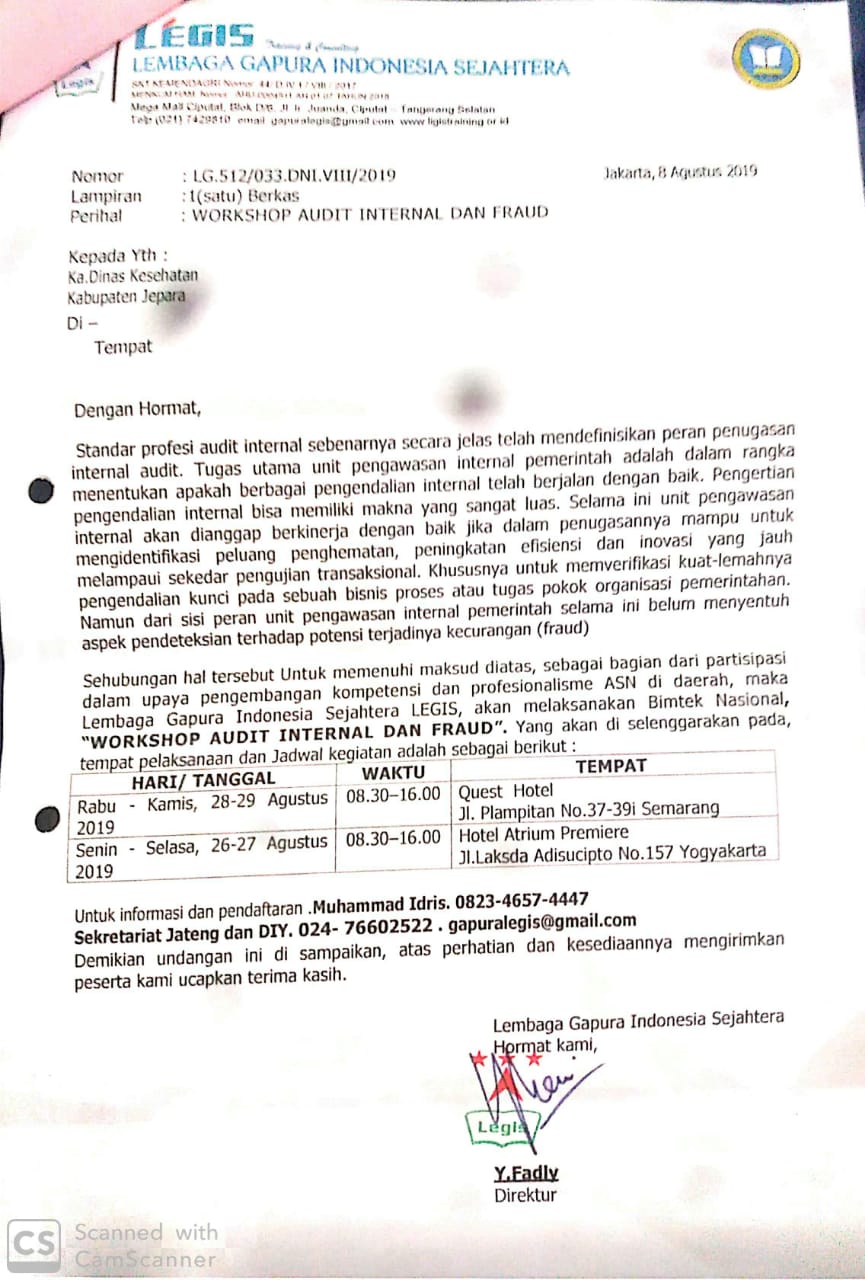 LÉGIS Training & Consulting
LEMBAGA GAPURA INDONESIA SEJAHTERA
SKT KEMENDAGRI Nomor
Mega Mall Ciputat, Blok D/6, Jl. Ir. Juanda, Ciputat - Tangerang Selatan
Telp (021) 7429810 email gapuralegis@gmail.com www.ligistraining.or.id
Legis
Nomor : LG.512/033.DNI.VIII/2019
Jakarta, 8 Agustus 2019
Lampiran : 1(satu) Berkas
Perihal : WORKSHOP AUDIT INTERNAL DAN FRAUD
Kepada Yth :
Ka.Dinas Kesehatan
Kabupaten Jepara
Di –
Tempat
Dengan Hormat,
Standar profesi audit internal sebenarnya secara jelas telah mendefinisikan peran penugasan
internal audit. Tugas utama unit pengawasan internal pemerintah adalah dalam rangka
menentukan apakah berbagai pengendalian internal telah berjalan dengan baik. Pengertian
pengendalian internal bisa memiliki makna yang sangat luas. Selama ini unit pengawasan
internal akan dianggap berkinerja dengan baik jika dalam penugasannya mampu untuk
mengidentifikasi peluang penghematan, peningkatan efisiensi dan inovasi yang jauh
melampaui sekedar pengujian transaksional. Khususnya untuk memverifikasi kuat-lemahnya
pengendalian kunci pada sebuah bisnis proses atau tugas pokok organisasi pemerintahan.
Namun dari sisi peran unit pengawasan internal pemerintah selama ini belum menyentuh
aspek pendeteksian terhadap potensi terjadinya kecurangan (fraud)
Sehubungan hal tersebut Untuk memenuhi maksud diatas, sebagai bagian dari partisipasi
dalam upaya pengembangan kompetensi dan profesionalisme ASN di daerah, maka
Lembaga Gapura Indonesia Sejahtera LEGIS, akan melaksanakan Bimtek Nasional,
"WORKSHOP AUDIT INTERNAL DAN FRAUD". Yang akan di selenggarakan pada,
tempat pelaksanaan dan Jadwal kegiatan adalah sebagai berikut :
HARI/ TANGGAL WAKTU TEMPAT
Rabu - Kamis, 28-29 Agustus 08.30–16.00 Quest Hotel
2019 Jl. Plampitan No.37-39i Semarang
Senin - Selasa, 26-27 Agustus 08.30–16.00 Hotel Atrium Premiere
2019 Jl.Laksda Adisucipto No.157 Yogyakarta
Untuk informasi dan pendaftaran .Muhammad Idris. 0823-4657-4447
Sekretariat Jateng dan DIY. 024- 76602522 . gapuralegis@gmail.com
Demikian undangan ini di sampaikan, atas perhatian dan kesediaannya mengirimkan
peserta kami ucapkan terima kasih.
Lembaga Gapura Indonesia Sejahtera
Hormat kami,
Legis
Y.Fadly
Direktur
CS Scanned with
CamScanner